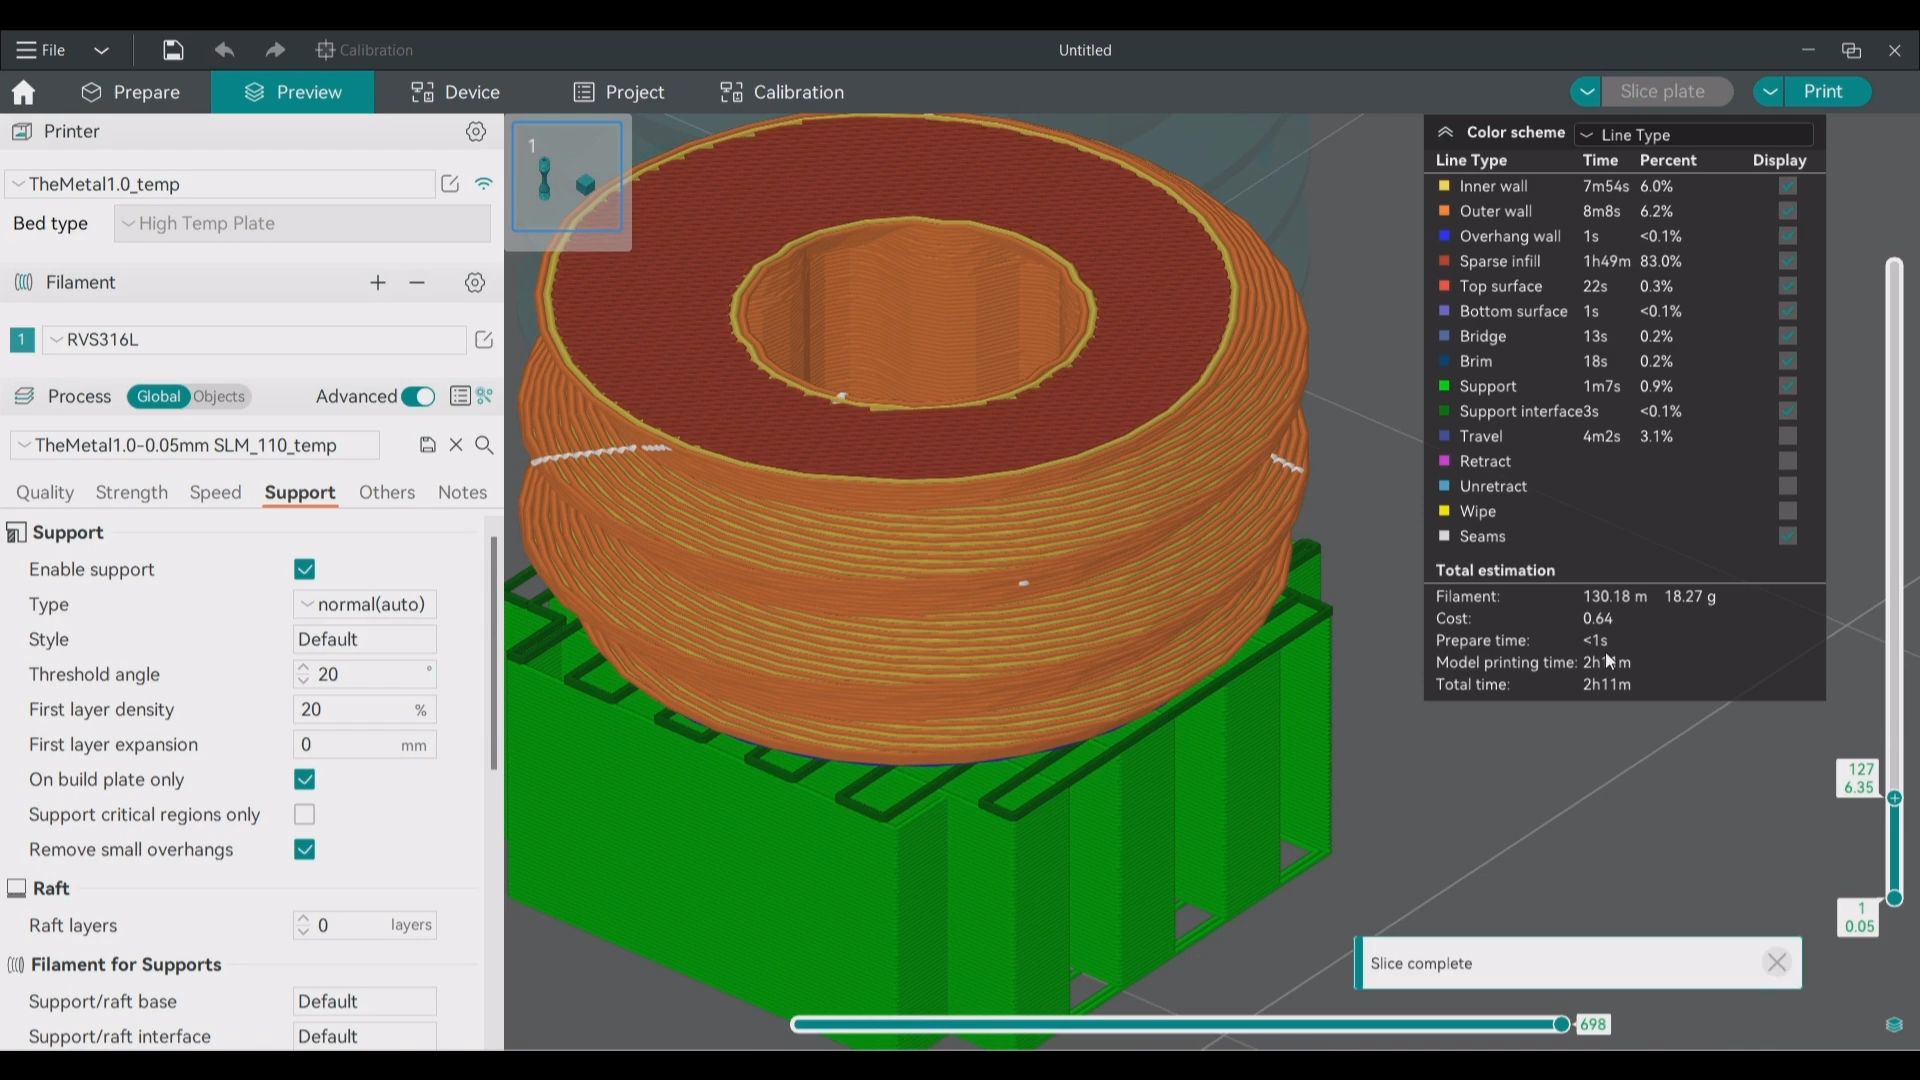 File
Calibration
Untitled
Prepare
Preview
Device
Project
Calibration
Slice plate
Print
Printer
TheMetal1.0_temp
Bed type
High Temp Plate
Filament
1
RVS316L
Process
Global
Objects
Advanced
TheMetal1.0-0.05mm SLM_110_temp
Quality
Strength
Speed
Support
Others
Notes
Support
Enable support
Type
normal(auto)
Style
Default
Threshold angle
20
°
First layer density
20
%
First layer expansion
0
mm
On build plate only
Support critical regions only
Remove small overhangs
Raft
Raft layers
0
layers
Filament for Supports
Support/raft base
Default
Support/raft interface
Default
1
Color scheme
Line Type
Line Type Time Percent Display
Inner wall 7m54s 6.0%
Outer wall 8m8s 6.2%
Overhang wall 1s <0.1%
Sparse infill 1h49m 83.0%
Top surface 22s 0.3%
Bottom surface 1s <0.1%
Bridge 13s 0.2%
Brim 18s 0.2%
Support 1m7s 0.9%
Support interface3s <0.1%
Travel 4m2s 3.1%
Retract
Unretract
Wipe
Seams
Total estimation
Filament: 130.18 m 18.27 g
Cost: 0.64
Prepare time: <1s
Model printing time:
Total time: 2h11m
127
6.35
1
0.05
Slice complete
698